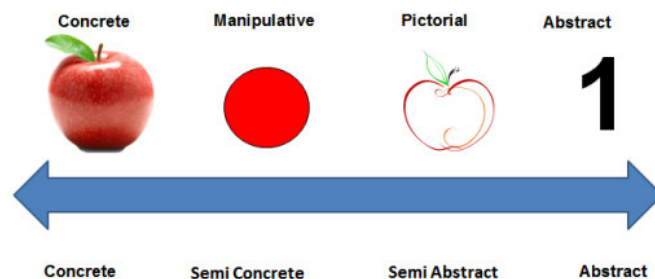 Concrete Manipulative Pictorial Abstract
1
Concrete Semi Concrete Semi Abstract Abstract